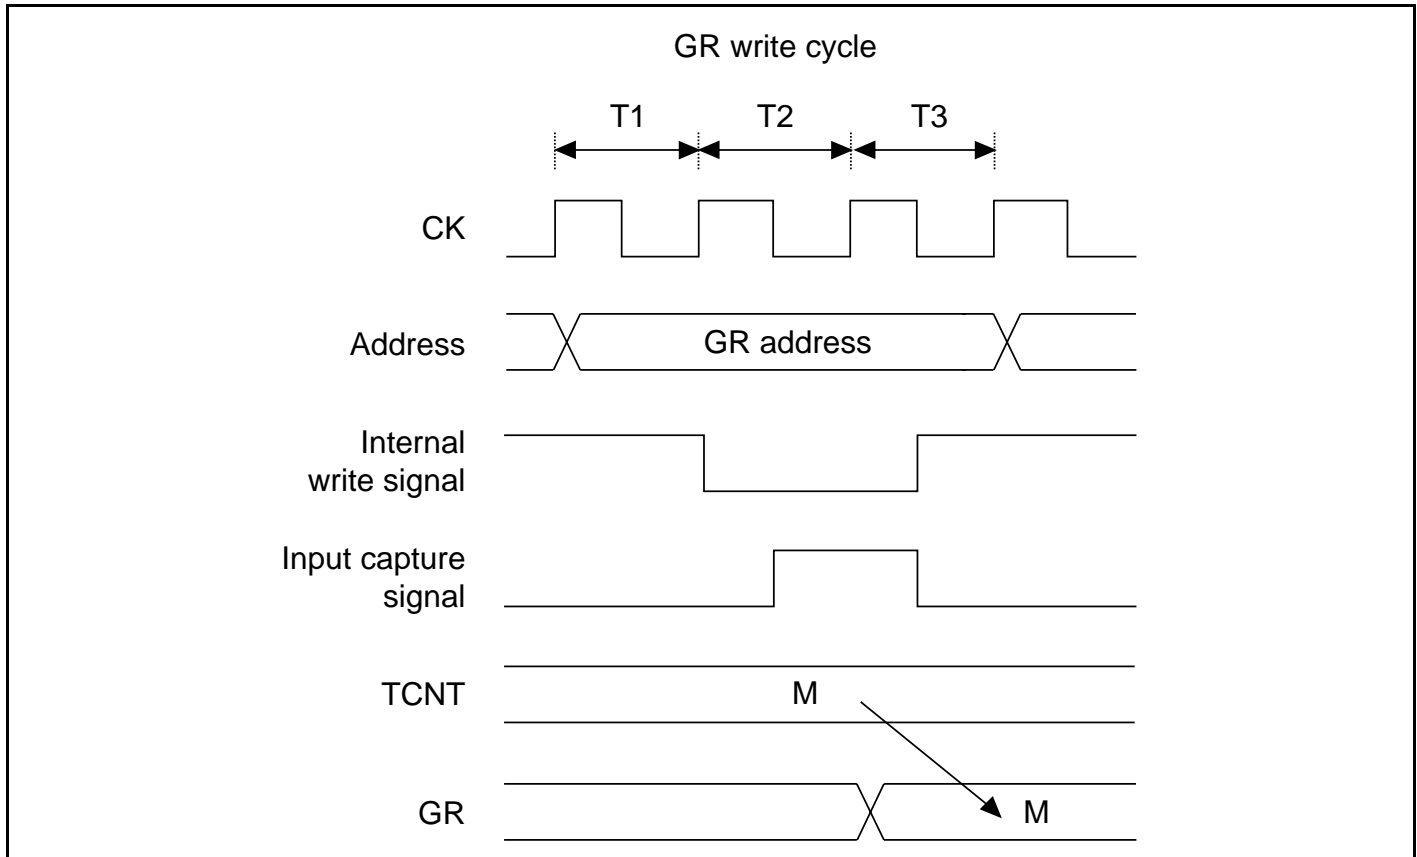 GR write cycle
T1 T2 T3
CK
Address GR address
Internal
write signal
Input capture
signal
TCNT M
GR M